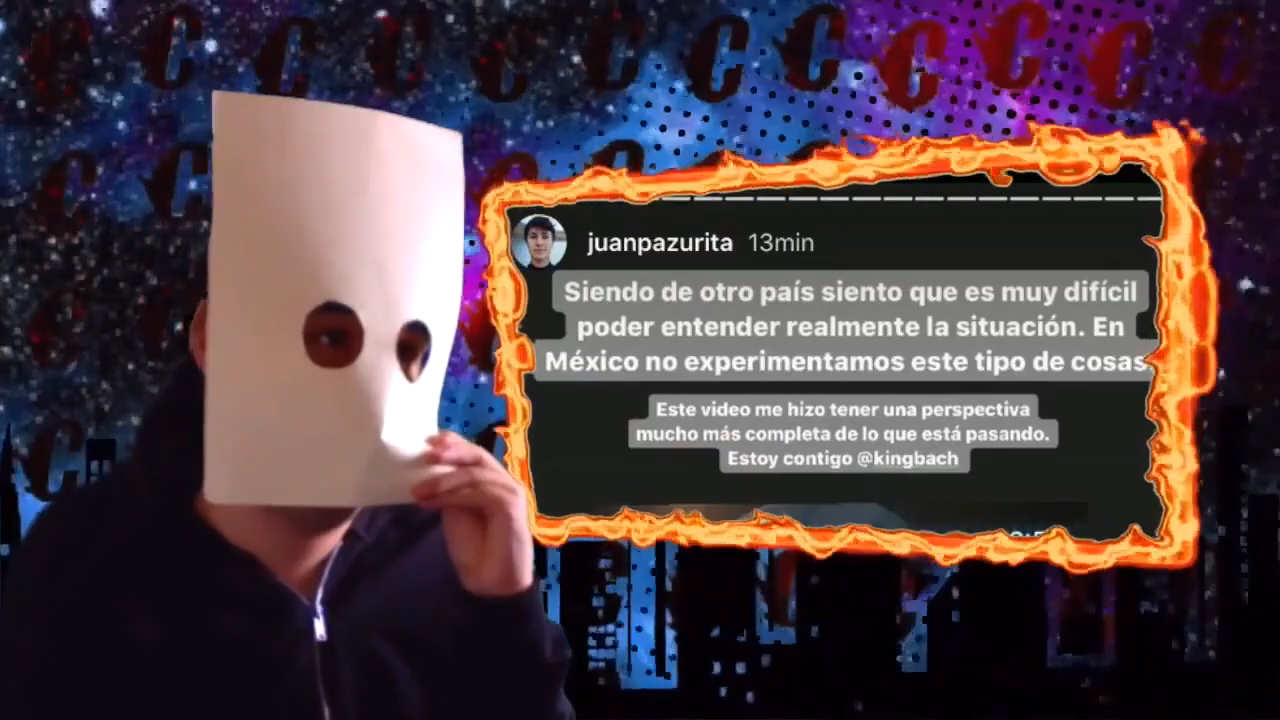 juanpazurita 13min
Siendo de otro país siento que es muy difícil
poder entender realmente la situación. En
México no experimentamos este tipo de cosas
Este video me hizo tener una perspectiva
mucho más completa de lo que está pasando.
Estoy contigo @kingbach